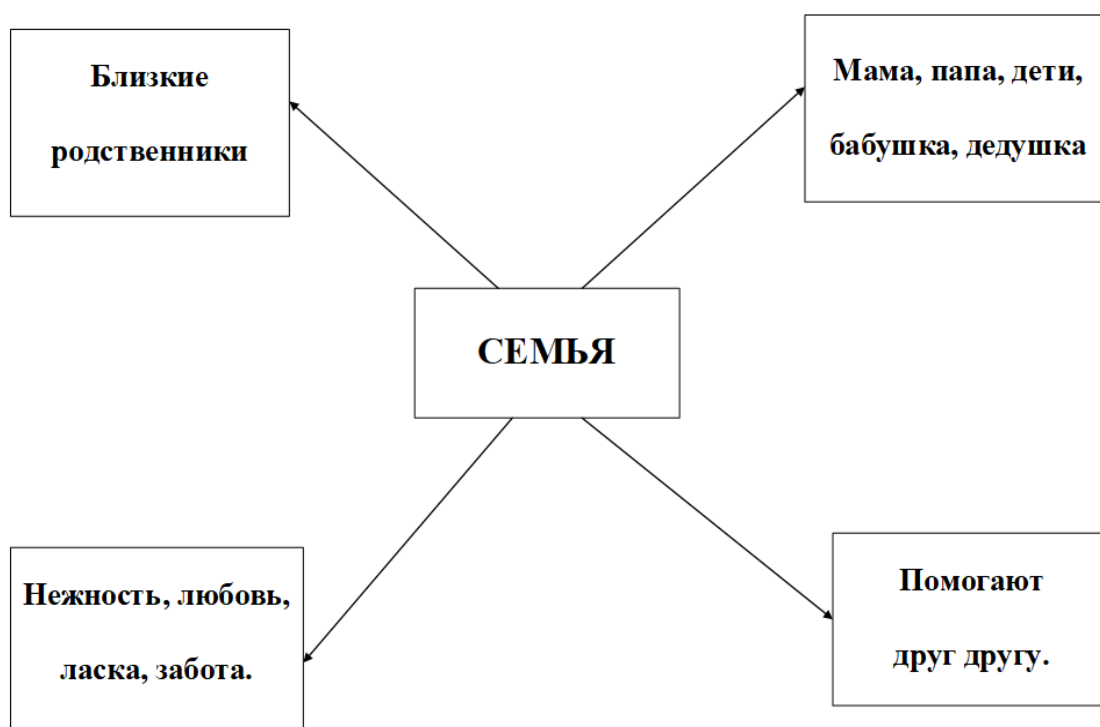 Близкие
родственники
Мама, папа, дети,
бабушка, дедушка
СЕМЬЯ
Нежность, любовь,
ласка, забота.
Помогают
друг другу.